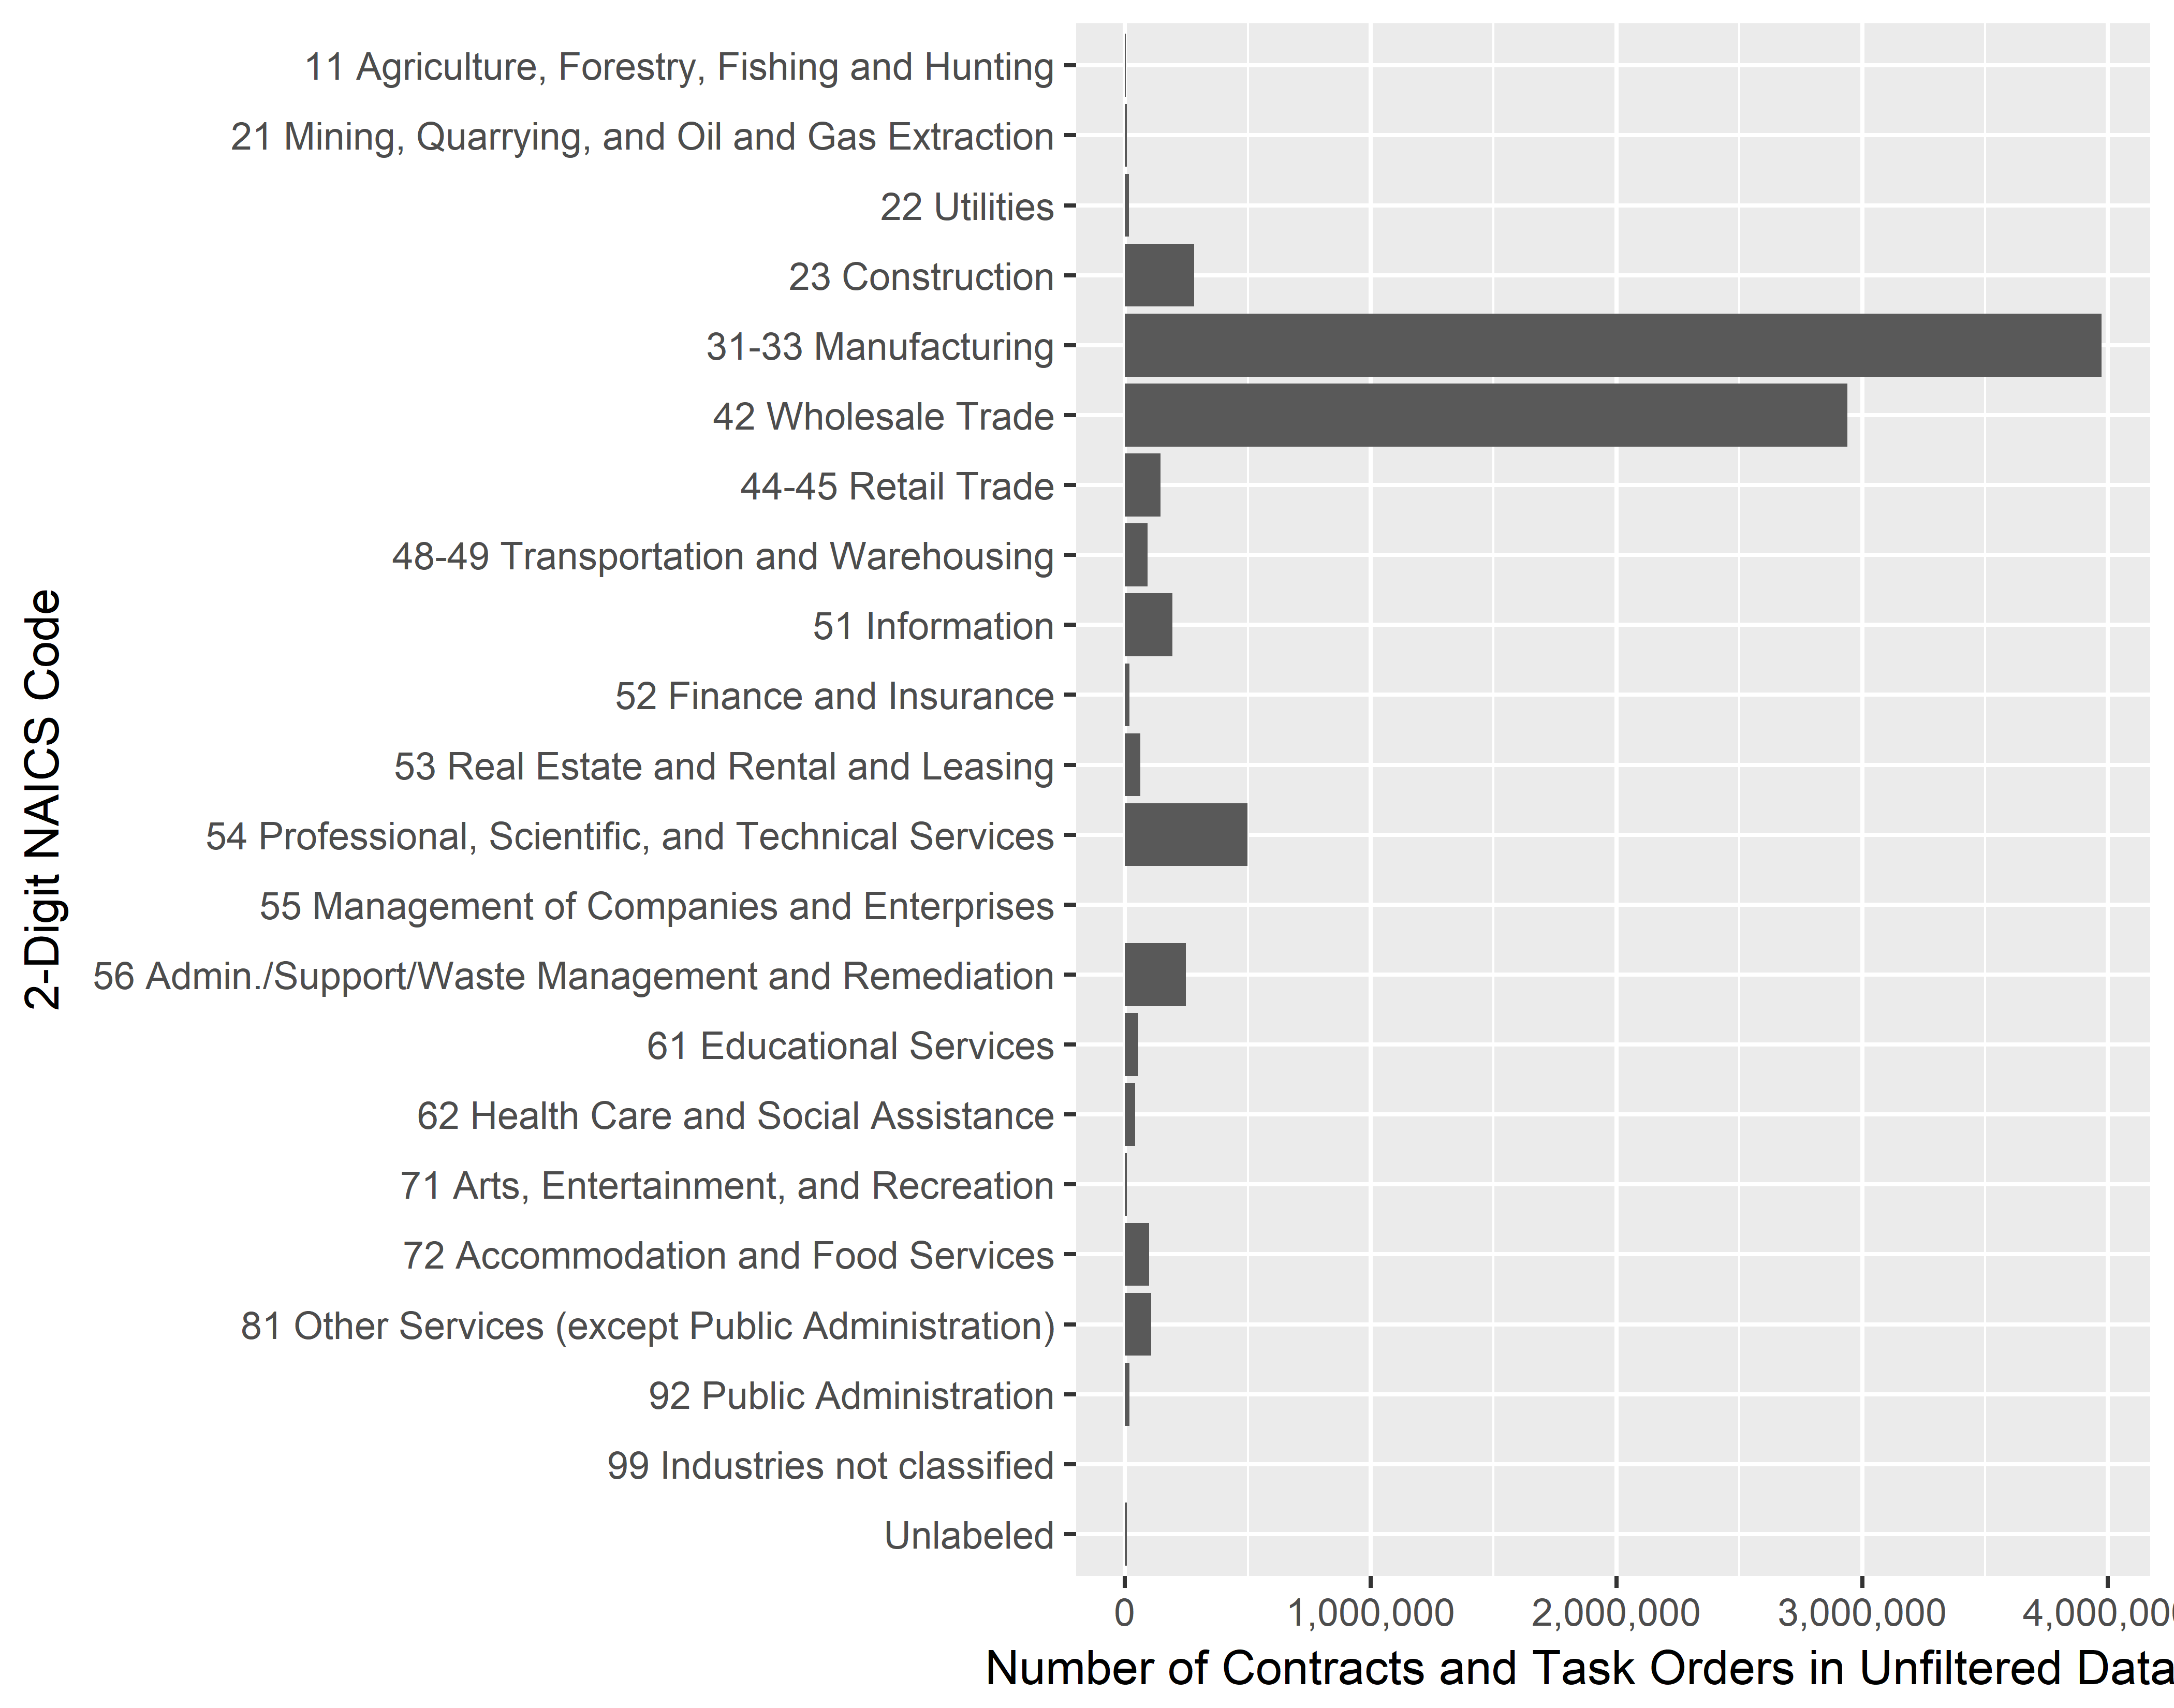 11 Agriculture, Forestry, Fishing and Hunting
21 Mining, Quarrying, and Oil and Gas Extraction
22 Utilities
23 Construction
31-33 Manufacturing
42 Wholesale Trade
44-45 Retail Trade
48-49 Transportation and Warehousing
51 Information
52 Finance and Insurance
53 Real Estate and Rental and Leasing
54 Professional, Scientific, and Technical Services
55 Management of Companies and Enterprises
56 Admin./Support/Waste Management and Remediation
61 Educational Services
62 Health Care and Social Assistance
71 Arts, Entertainment, and Recreation
72 Accommodation and Food Services
81 Other Services (except Public Administration)
92 Public Administration
99 Industries not classified
Unlabeled
2-Digit NAICS Code
0 1,000,000 2,000,000 3,000,000 4,000,00
Number of Contracts and Task Orders in Unfiltered Data